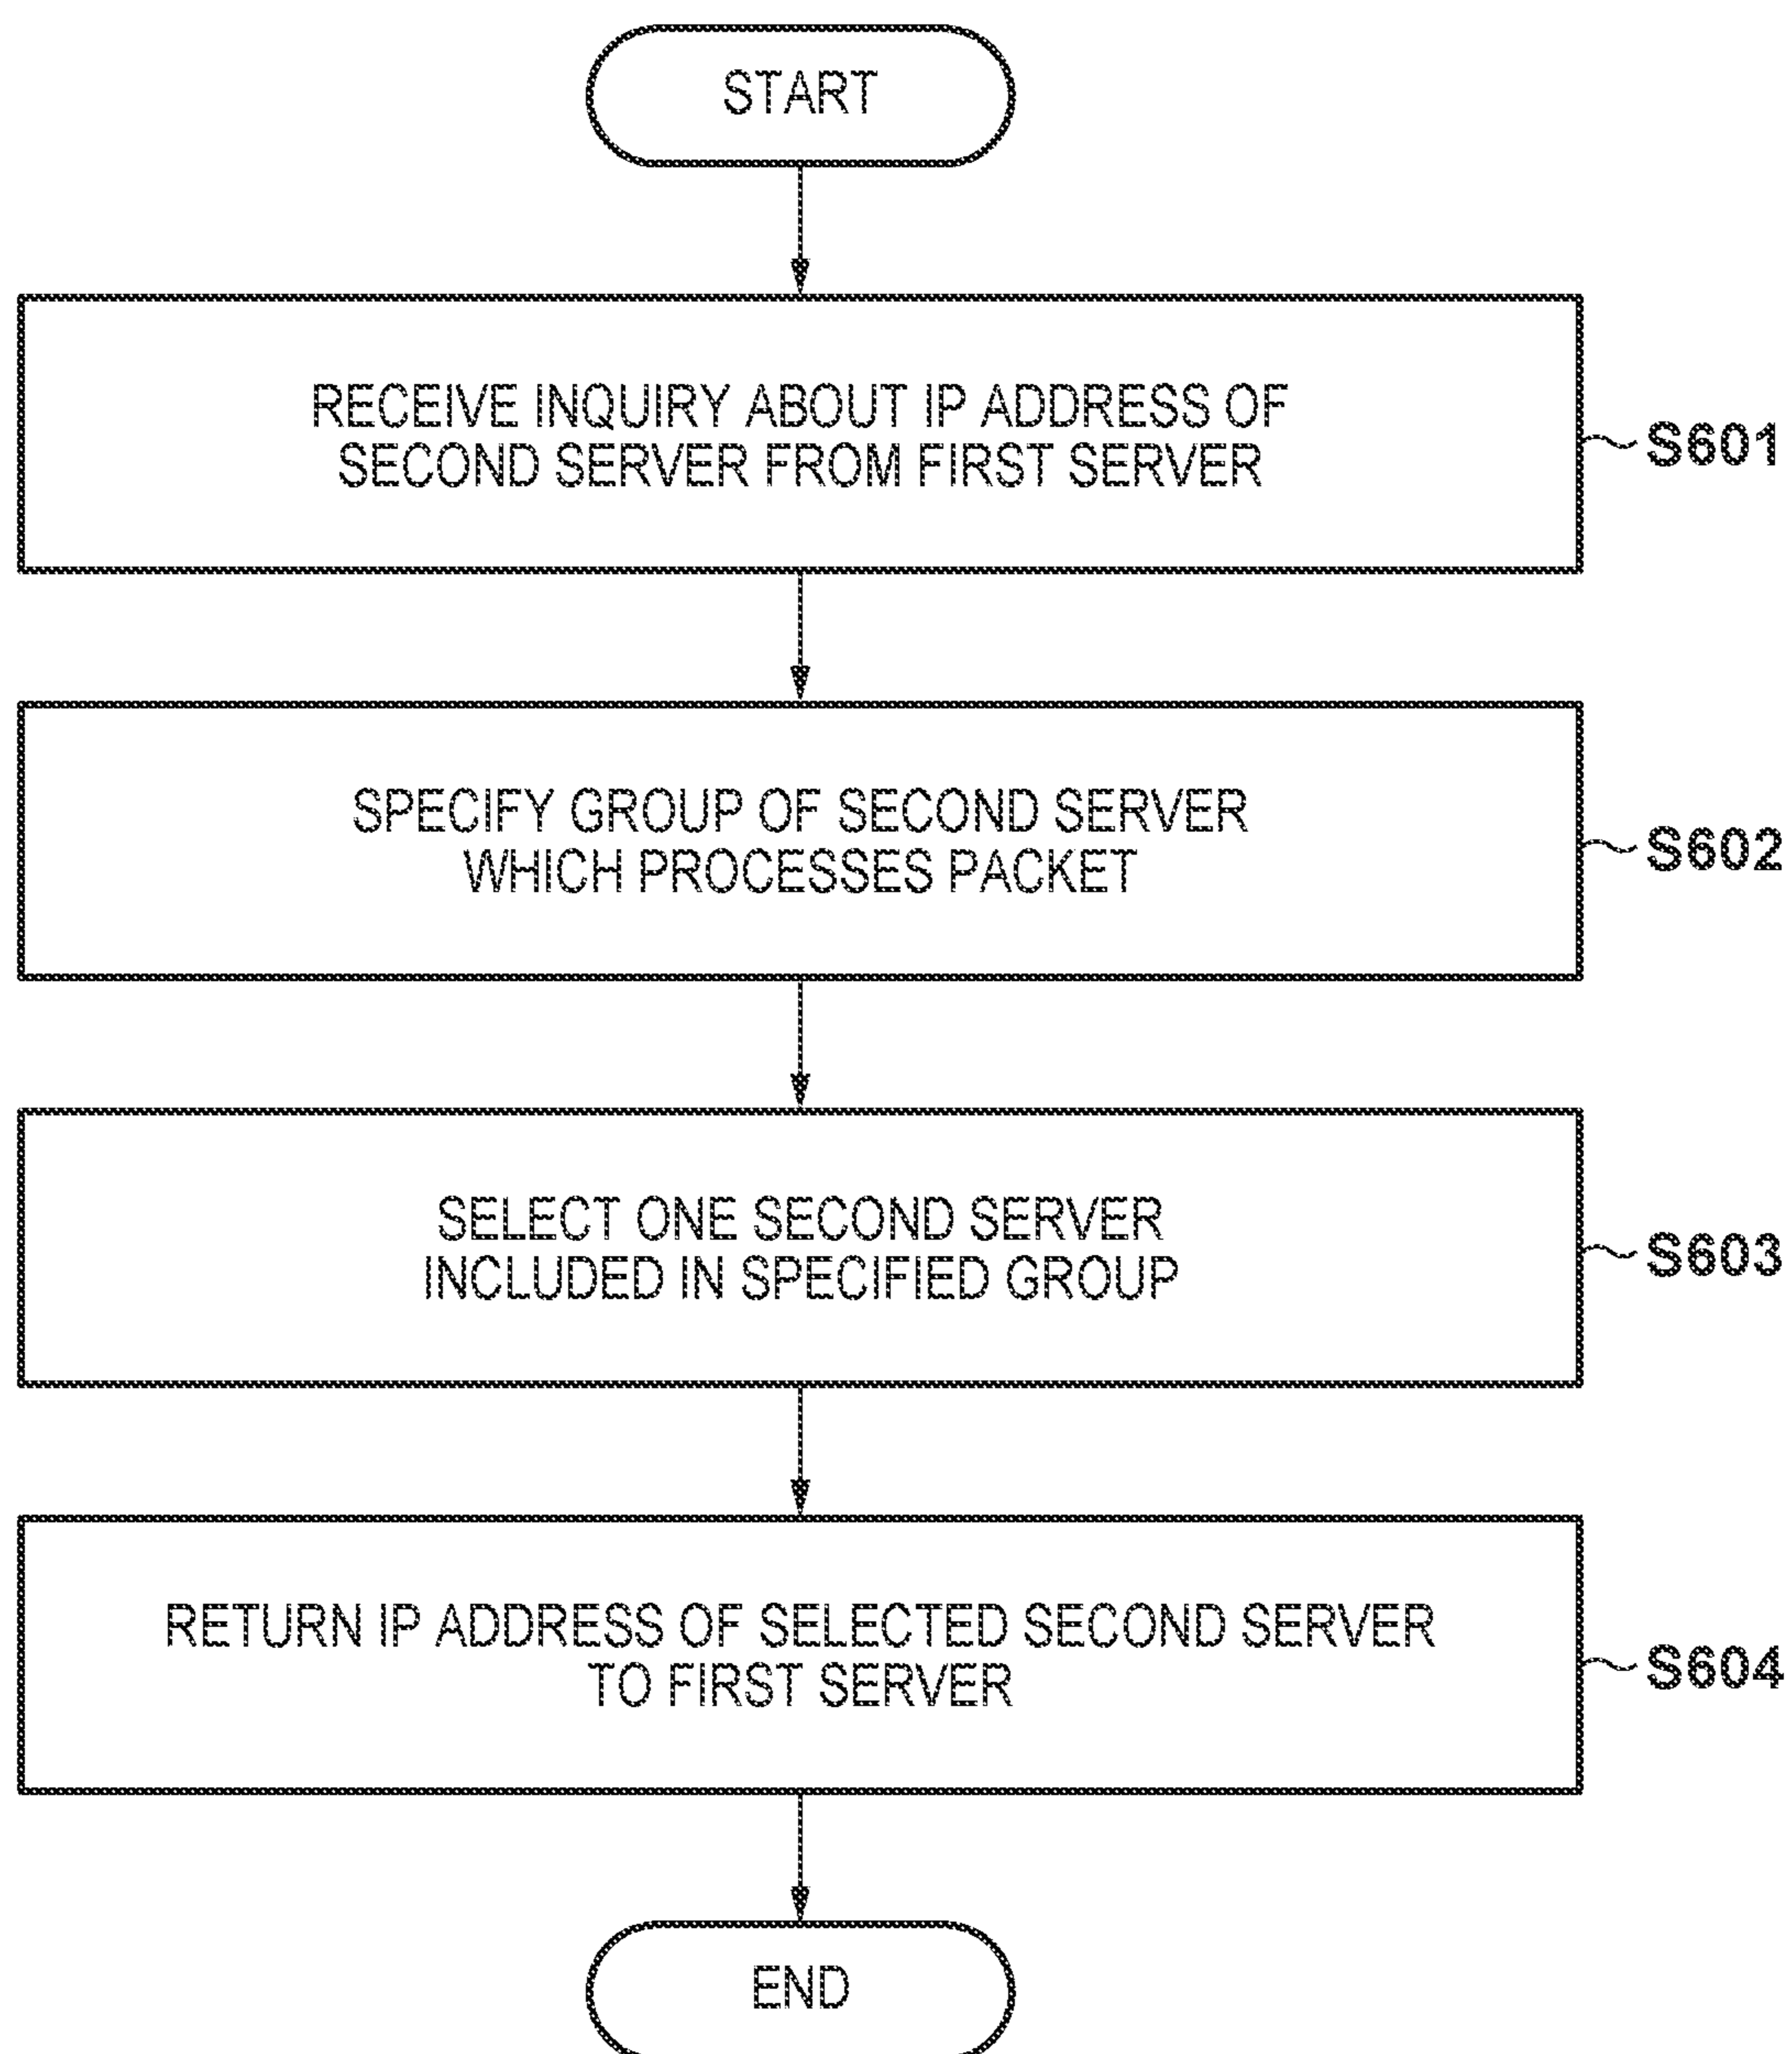 START
RECEIVE INQUIRY ABOUT IP ADDRESS OF
SECOND SERVER FROM FIRST SERVER
S601
SPECIFY GROUP OF SECOND SERVER
WHICH PROCESSES PACKET
S602
SELECT ONE SECOND SERVER
INCLUDED IN SPECIFIED GROUP
S603
RETURN IP ADDRESS OF SELECTED SECOND SERVER
TO FIRST SERVER
S604
END